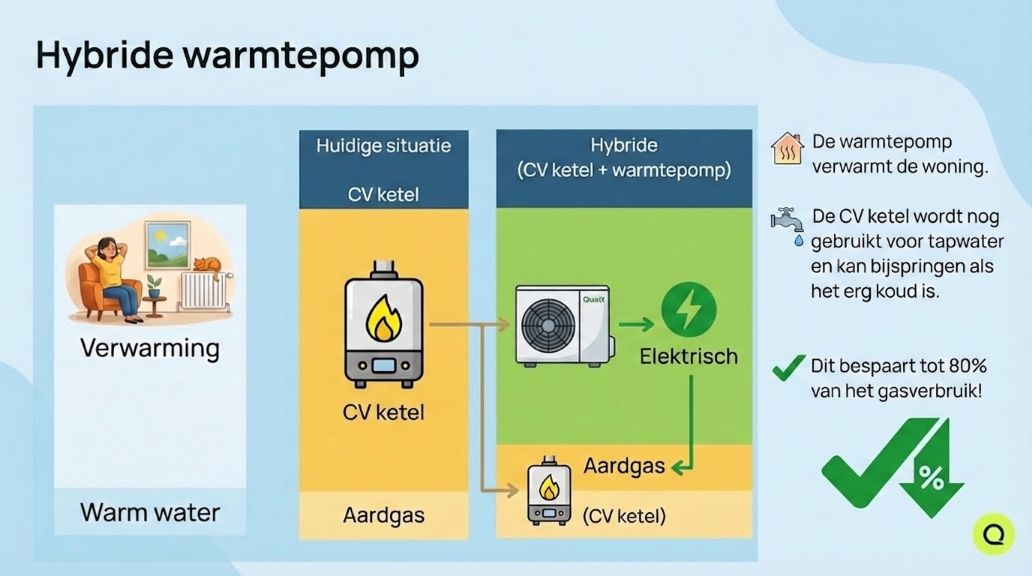 Hybride warmtepomp
Huidige situatie
CV ketel
Hybride
(CV ketel + warmtepomp)
Verwarming
Warm water
CV ketel
Aardgas
Elektrisch
Aardgas
(CV ketel)
De warmtepomp
verwarmt de woning.
De CV ketel wordt nog
gebruikt voor tapwater
en kan bijspringen als
het erg koud is.
Dit bespaart tot 80%
van het gasverbruik!
%
Q